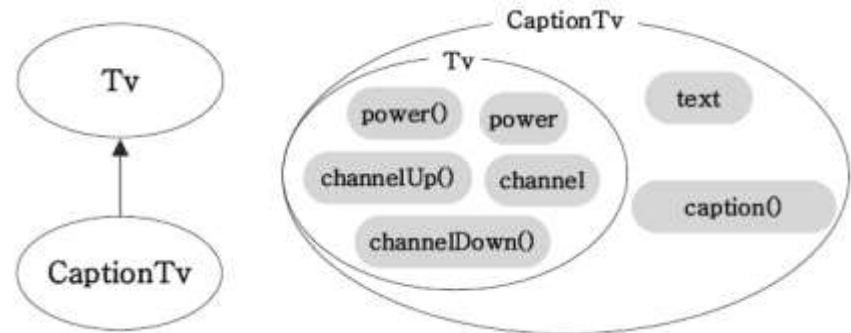 Tv
CaptionTv
CaptionTv
Tv
power()
power
text
channelUp()
channel
caption()
channelDown()